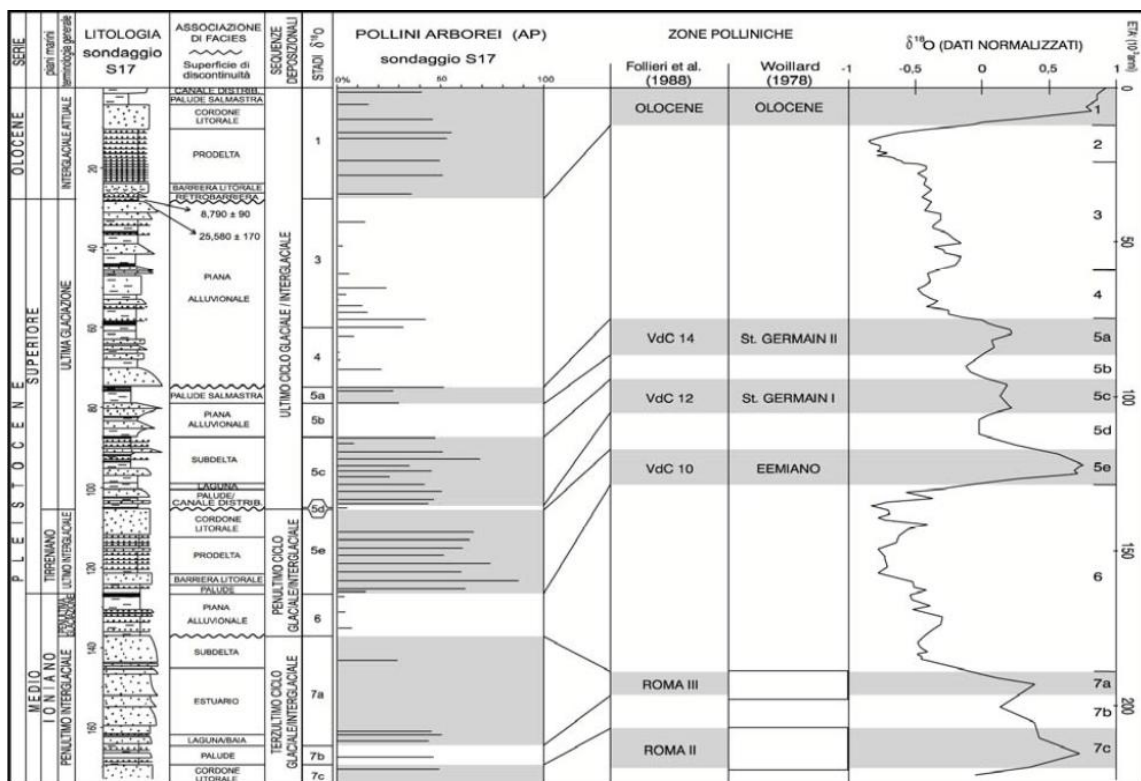 SERIE
piani marini
terminologia generale
LITOLOGIA
sondaggio
S17
ASSOCIAZIONE
DI FACIES
Superficie di
discontinuità
SEQUENZE
DEPOSIZIONALI
STADI δ18O
POLLINI ARBOREI (AP)
sondaggio S17
0%
50
100
ZONE POLLINICHE
Follieri et al.
(1988)
Woillard
(1978)
δ18O (DATI NORMALIZZATI)
-1
-0,5
0
0,5
1
ETA' (10³anni)
OLOCENE
PLEISTOCENE
SUPERIORE
MEDIO
TIRRENIANO
IONIANO
INTERGLACIALE ATTUALE
ULTIMA GLACIAZIONE
ULTIMO INTERGLACIALE
PENULTIMA
GLACIAZIONE
PENULTIMO INTERGLACIALE
20
40
60
80
100
120
140
160
CANALE DISTRIB.
PALUDE SALMASTRA
CORDONE
LITORALE
PRODELTA
BARRIERA LITORALE
RETROBARRIERA
8,790 ± 90
25,580 ± 170
PIANA
ALLUVIONALE
PALUDE SALMASTRA
PIANA
ALLUVIONALE
SUBDELTA
LAGUNA
PALUDE/
CANALE DISTRIB.
CORDONE
LITORALE
PRODELTA
BARRIERA LITORALE
PALUDE
PIANA
ALLUVIONALE
SUBDELTA
ESTUARIO
LAGUNA/BAIA
PALUDE
CORDONE
LITORALE
ULTIMO CICLO GLACIALE / INTERGLACIALE
PENULTIMO CICLO
GLACIALE/INTERGLACIALE
TERZULTIMO CICLO
GLACIALE/INTERGLACIALE
1
3
4
5a
5b
5c
5d
5e
6
7a
7b
7c
OLOCENE
OLOCENE
VdC 14
St. GERMAIN II
VdC 12
St. GERMAIN I
VdC 10
EEMIANO
ROMA III
ROMA II
1
2
3
4
5a
5b
5c
5d
5e
6
7a
7b
7c
0
50
100
150
200